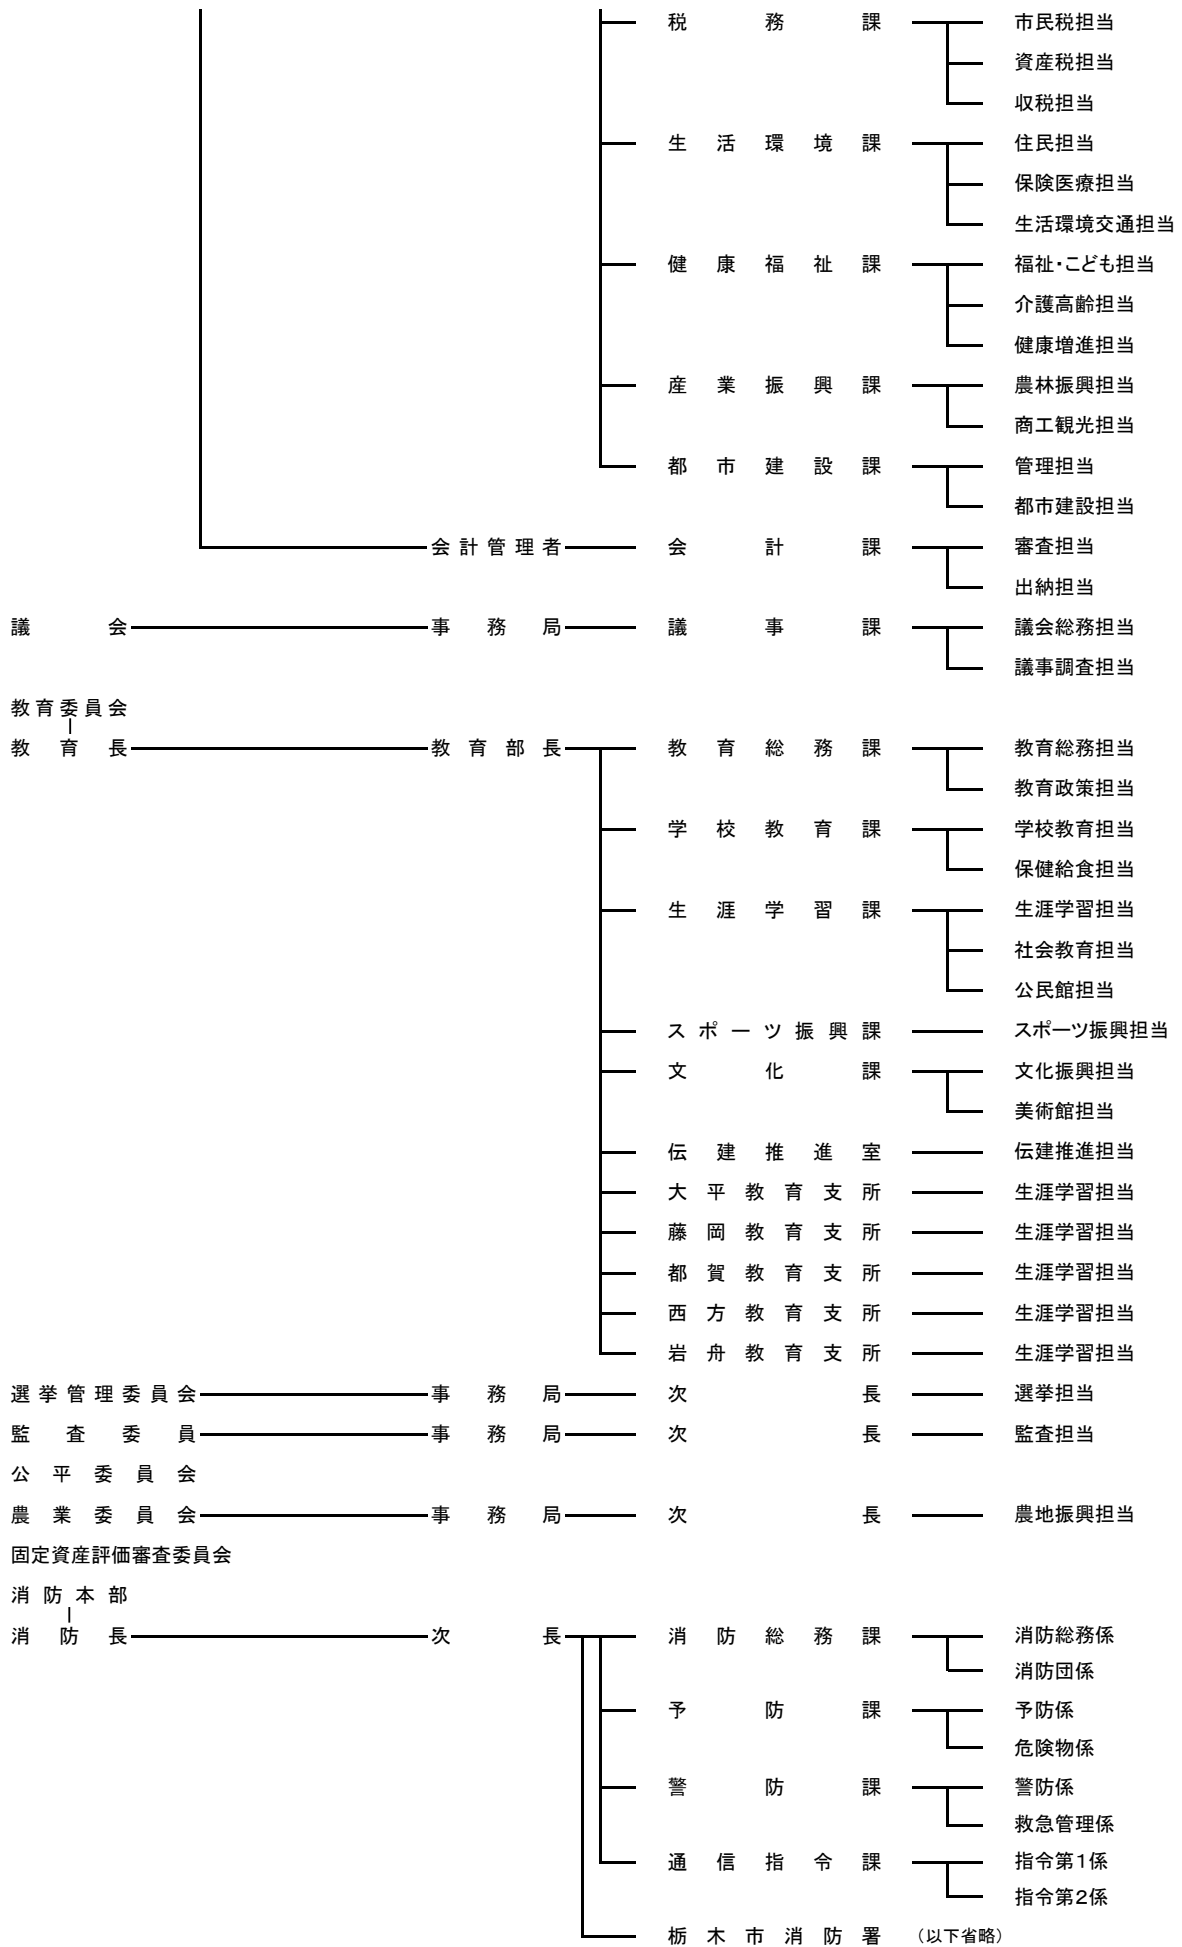 税務課 市民税担当
資産税担当
収税担当
生活環境課 住民担当
保険医療担当
生活環境交通担当
健康福祉課 福祉・こども担当
介護高齢担当
健康増進担当
産業振興課 農林振興担当
商工観光担当
都市建設課 管理担当
都市建設担当
会計管理者 会計課 審査担当
出納担当
議会 事務局 議事課 議会総務担当
議事調査担当
教育委員会
教育長 教育部長 教育総務課 教育総務担当
教育政策担当
学校教育課 学校教育担当
保健給食担当
生涯学習課 生涯学習担当
社会教育担当
公民館担当
スポーツ振興課 スポーツ振興担当
文化課 文化振興担当
美術館担当
伝建推進室 伝建推進担当
大平教育支所 生涯学習担当
藤岡教育支所 生涯学習担当
都賀教育支所 生涯学習担当
西方教育支所 生涯学習担当
岩舟教育支所 生涯学習担当
選挙管理委員会 事務局 次長 選挙担当
監査委員 事務局 次長 監査担当
公平委員会
農業委員会 事務局 次長 農地振興担当
固定資産評価審査委員会
消防本部
消防長 次長 消防総務課 消防総務係
消防団係
予防課 予防係
危険物係
警防課 警防係
救急管理係
通信指令課 指令第1係
指令第2係
栃木市消防署 （以下省略）